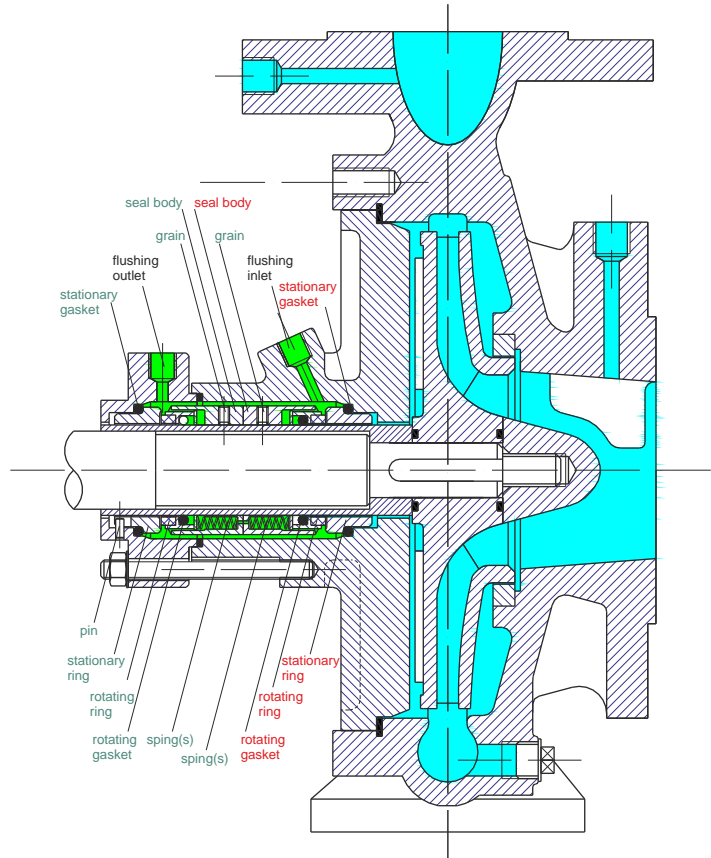 seal body seal body
grain grain
flushing
outlet
flushing
inlet
stationary
gasket
stationary
gasket
pin
stationary
ring
rotating
ring
rotating
gasket
sping(s)
sping(s)
stationary
ring
rotating
ring
rotating
gasket